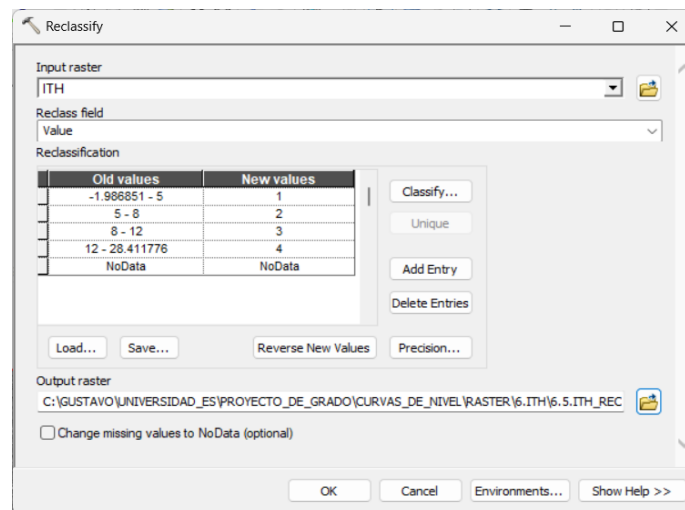 Reclassify
Input raster
ITH
Reclass field
Value
Reclassification
Old values New values
-1.986851 - 5 1
5 - 8 2
8 - 12 3
12 - 28.411776 4
NoData NoData
Classify...
Unique
Add Entry
Delete Entries
Load... Save... Reverse New Values Precision...
Output raster
C:\GUSTAVO\UNIVERSIDAD_ES\PROYECTO_DE_GRADO\CURVAS_DE_NIVEL\RASTER\6.ITH\6.5.ITH_REC
Change missing values to NoData (optional)
OK Cancel Environments... Show Help >>